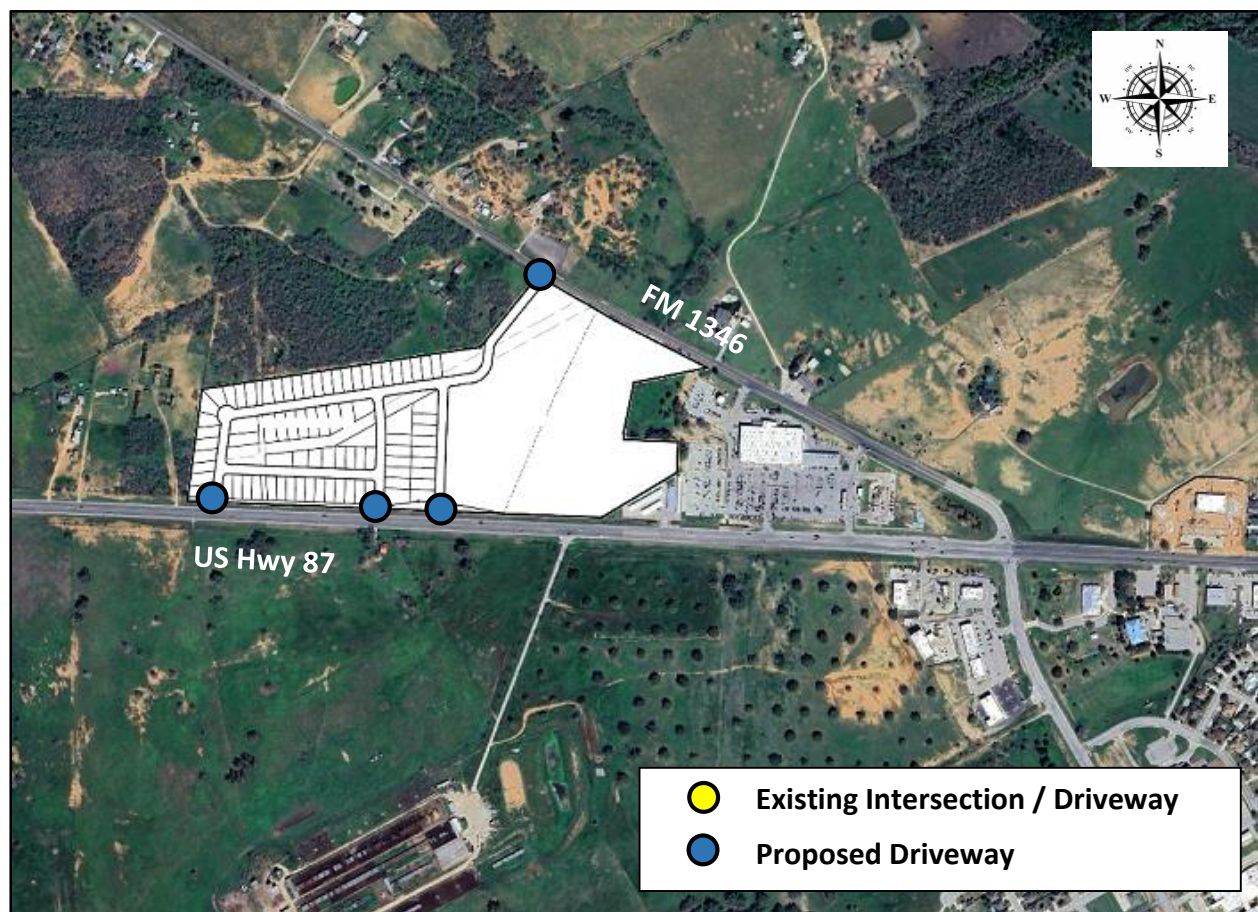 N
W
E
S
FM 1346
US Hwy 87
Existing Intersection / Driveway
Proposed Driveway